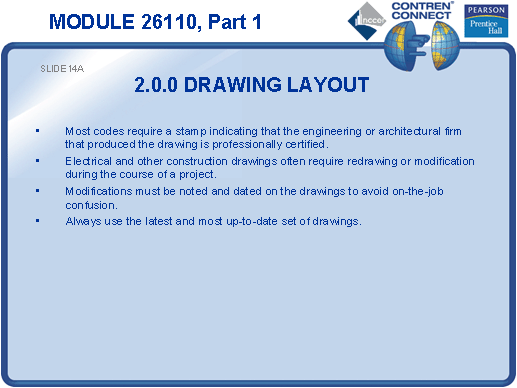 MODULE 26110, Part 1
nccer
CONTREN®
CONNECT
PEARSON
Prentice
Hall
SLIDE 14A
2.0.0 DRAWING LAYOUT
• Most codes require a stamp indicating that the engineering or architectural firm
that produced the drawing is professionally certified.
• Electrical and other construction drawings often require redrawing or modification
during the course of a project.
• Modifications must be noted and dated on the drawings to avoid on-the-job
confusion.
• Always use the latest and most up-to-date set of drawings.